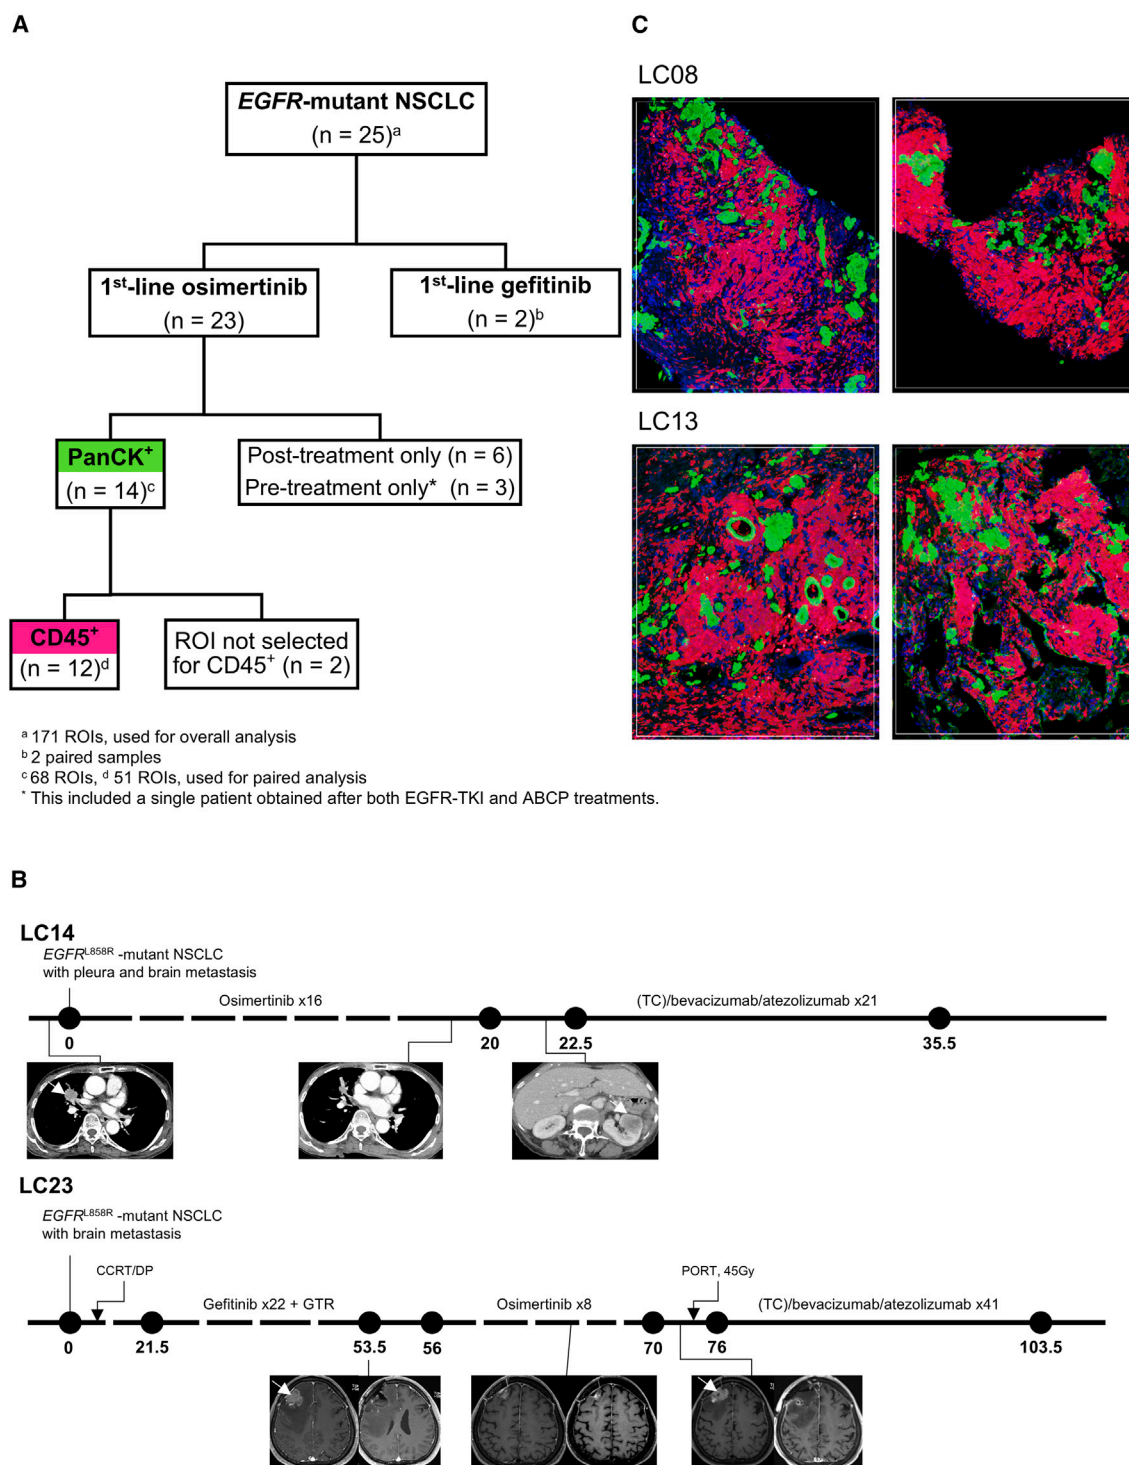 A
EGFR-mutant NSCLC
(n = 25)ᵃ
1ˢᵗ-line osimertinib
(n = 23)
1ˢᵗ-line gefitinib
(n = 2)ᵇ
PanCK⁺
(n = 14)ᶜ
Post-treatment only (n = 6)
Pre-treatment only* (n = 3)
CD45⁺
(n = 12)ᵈ
ROI not selected
for CD45⁺ (n = 2)
ᵃ 171 ROIs, used for overall analysis
ᵇ 2 paired samples
ᶜ 68 ROIs, ᵈ 51 ROIs, used for paired analysis
* This included a single patient obtained after both EGFR-TKI and ABCP treatments.
C
LC08
LC13
B
LC14
EGFRᴸ⁸⁵⁸ᴿ -mutant NSCLC
with pleura and brain metastasis
Osimertinib x16
(TC)/bevacizumab/atezolizumab x21
0
20
22.5
35.5
LC23
EGFRᴸ⁸⁵⁸ᴿ -mutant NSCLC
with brain metastasis
CCRT/DP
PORT, 45Gy
Gefitinib x22 + GTR
Osimertinib x8
(TC)/bevacizumab/atezolizumab x41
0
21.5
53.5
56
70
76
103.5